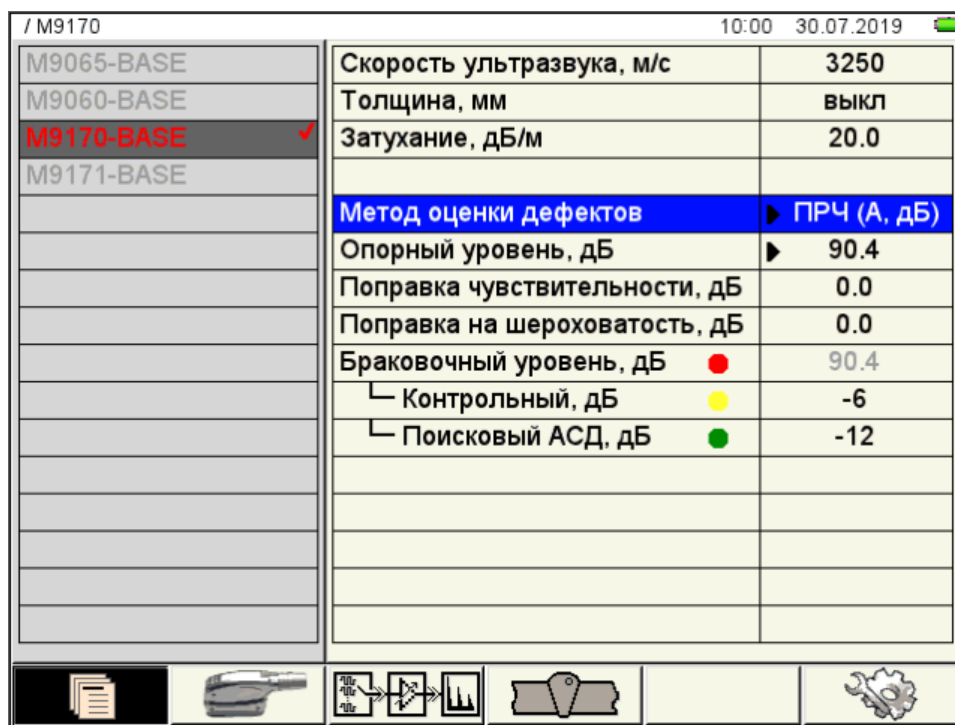 / M9170 10:00 30.07.2019
M9065-BASE
M9060-BASE
M9170-BASE
M9171-BASE
Скорость ультразвука, м/с 3250
Толщина, мм выкл
Затухание, дБ/м 20.0
Метод оценки дефектов ПРЧ (А, дБ)
Опорный уровень, дБ 90.4
Поправка чувствительности, дБ 0.0
Поправка на шероховатость, дБ 0.0
Браковочный уровень, дБ 90.4
Контрольный, дБ -6
Поисковый АСД, дБ -12